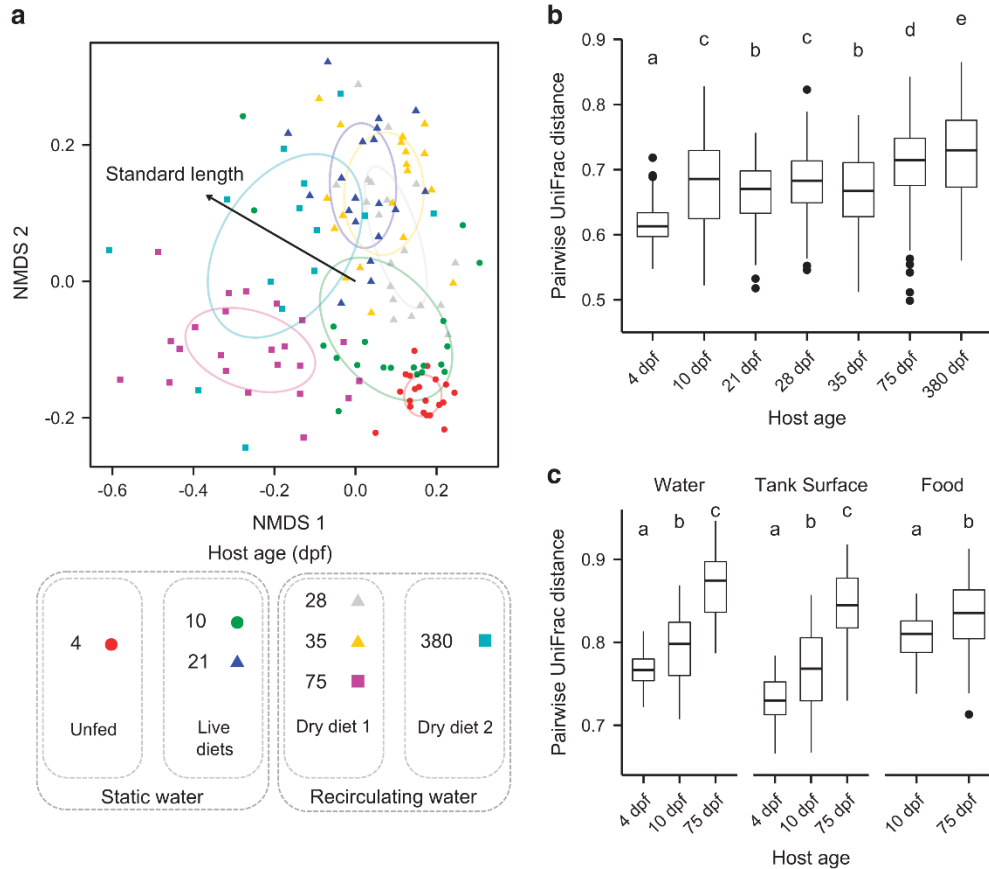 a
0.2
0.0
-0.2
NMDS 2
Standard length
-0.6
-0.4
-0.2
0.0
0.2
NMDS 1
Host age (dpf)
4
Unfed
10
21
Live
diets
Static water
28
35
75
Dry diet 1
380
Dry diet 2
Recirculating water
b
0.9
0.8
0.7
0.6
0.5
Pairwise UniFrac distance
a
c
b
c
b
d
e
4 dpf
10 dpf
21 dpf
28 dpf
35 dpf
75 dpf
380 dpf
Host age
c
Water
Tank Surface
Food
0.9
0.8
0.7
Pairwise UniFrac distance
a
b
c
a
b
c
a
b
4 dpf
10 dpf
75 dpf
4 dpf
10 dpf
75 dpf
10 dpf
75 dpf
Host age